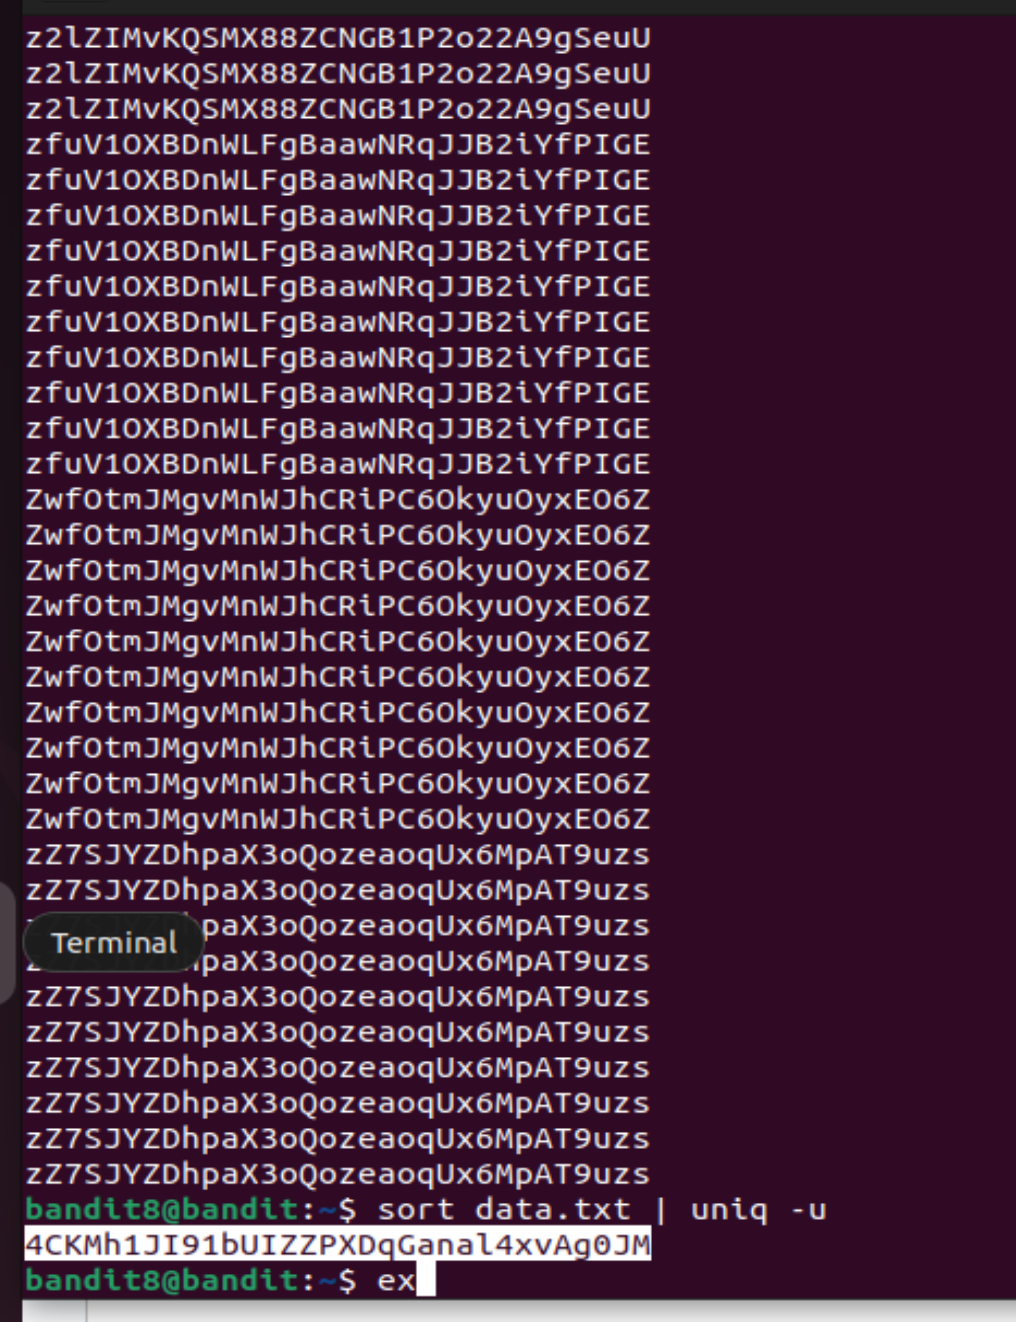 z2lZIMvKQSMX88ZCNGB1P2o22A9gSeuU
z2lZIMvKQSMX88ZCNGB1P2o22A9gSeuU
z2lZIMvKQSMX88ZCNGB1P2o22A9gSeuU
zfuV1OXBDnWLFgBaawNRqJJB2iYfPIGE
zfuV1OXBDnWLFgBaawNRqJJB2iYfPIGE
zfuV1OXBDnWLFgBaawNRqJJB2iYfPIGE
zfuV1OXBDnWLFgBaawNRqJJB2iYfPIGE
zfuV1OXBDnWLFgBaawNRqJJB2iYfPIGE
zfuV1OXBDnWLFgBaawNRqJJB2iYfPIGE
zfuV1OXBDnWLFgBaawNRqJJB2iYfPIGE
zfuV1OXBDnWLFgBaawNRqJJB2iYfPIGE
zfuV1OXBDnWLFgBaawNRqJJB2iYfPIGE
zfuV1OXBDnWLFgBaawNRqJJB2iYfPIGE
ZwfOtmJMgvMnWJhCRiPC6OkyuOyxEO6Z
ZwfOtmJMgvMnWJhCRiPC6OkyuOyxEO6Z
ZwfOtmJMgvMnWJhCRiPC6OkyuOyxEO6Z
ZwfOtmJMgvMnWJhCRiPC6OkyuOyxEO6Z
ZwfOtmJMgvMnWJhCRiPC6OkyuOyxEO6Z
ZwfOtmJMgvMnWJhCRiPC6OkyuOyxEO6Z
ZwfOtmJMgvMnWJhCRiPC6OkyuOyxEO6Z
ZwfOtmJMgvMnWJhCRiPC6OkyuOyxEO6Z
ZwfOtmJMgvMnWJhCRiPC6OkyuOyxEO6Z
ZwfOtmJMgvMnWJhCRiPC6OkyuOyxEO6Z
zZ7SJYZDhpaX3oQozeaoqUx6MpAT9uzs
zZ7SJYZDhpaX3oQozeaoqUx6MpAT9uzs
paX3oQozeaoqUx6MpAT9uzs
Terminal
paX3oQozeaoqUx6MpAT9uzs
zZ7SJYZDhpaX3oQozeaoqUx6MpAT9uzs
zZ7SJYZDhpaX3oQozeaoqUx6MpAT9uzs
zZ7SJYZDhpaX3oQozeaoqUx6MpAT9uzs
zZ7SJYZDhpaX3oQozeaoqUx6MpAT9uzs
zZ7SJYZDhpaX3oQozeaoqUx6MpAT9uzs
zZ7SJYZDhpaX3oQozeaoqUx6MpAT9uzs
bandit8@bandit:~$ sort data.txt | uniq -u
4CKMh1JI91bUIZZPXDqGanal4xvAg0JM
bandit8@bandit:~$ ex